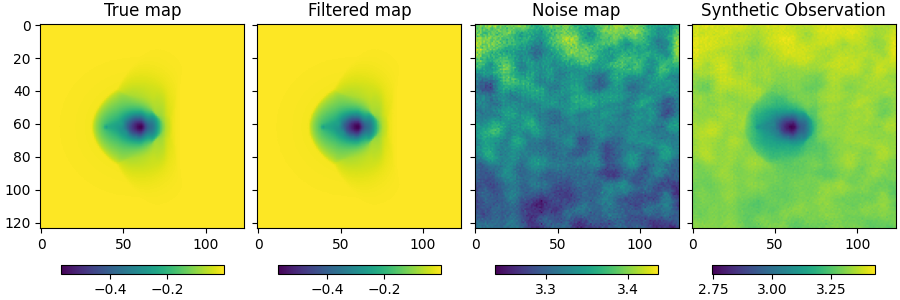 True map
Filtered map
Noise map
Synthetic Observation
0
20
40
60
80
100
120
0 50 100
0 50 100
0 50 100
0 50 100
−0.4 −0.2
−0.4 −0.2
3.3 3.4
2.75 3.00 3.25